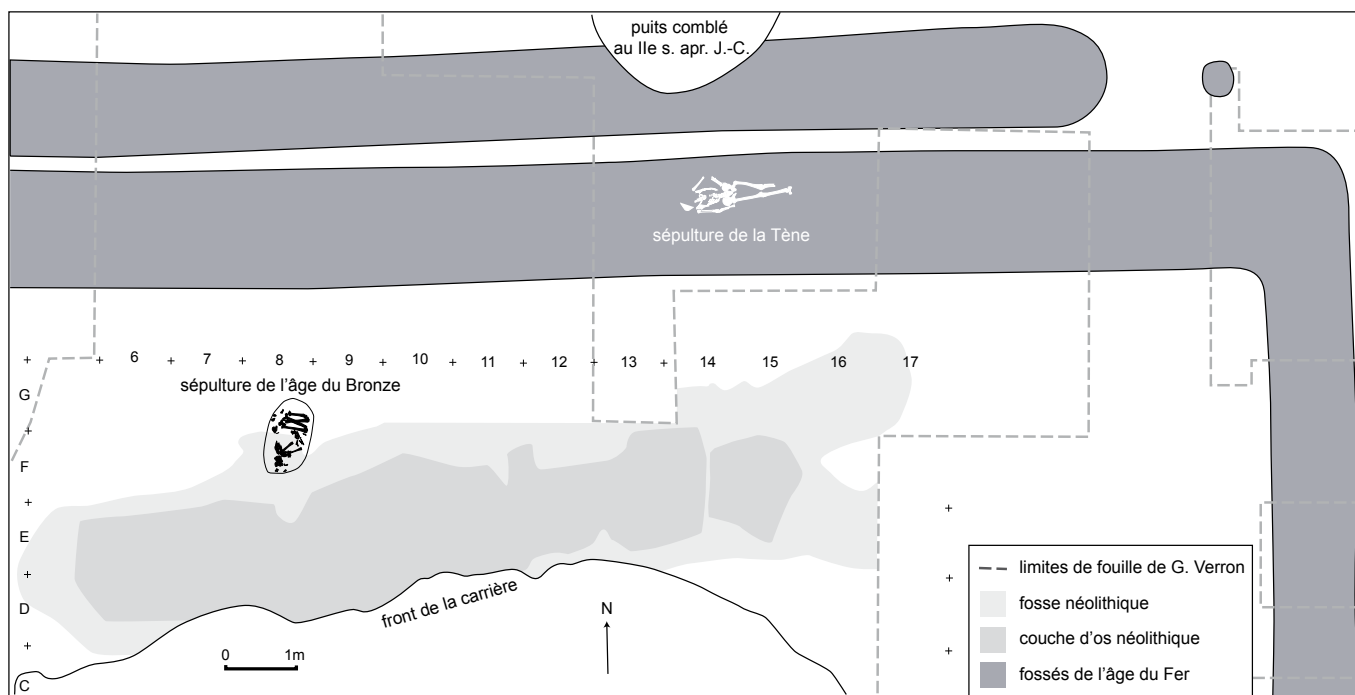 puits comblé
au IIe s. apr. J.-C.
sépulture de la Tène
6 7 8 9 10 11 12 13 14 15 16 17
sépulture de l’âge du Bronze
G
F
E
D
C
front de la carrière
0 1m
N
limites de fouille de G. Verron
fosse néolithique
couche d’os néolithique
fossés de l’âge du Fer